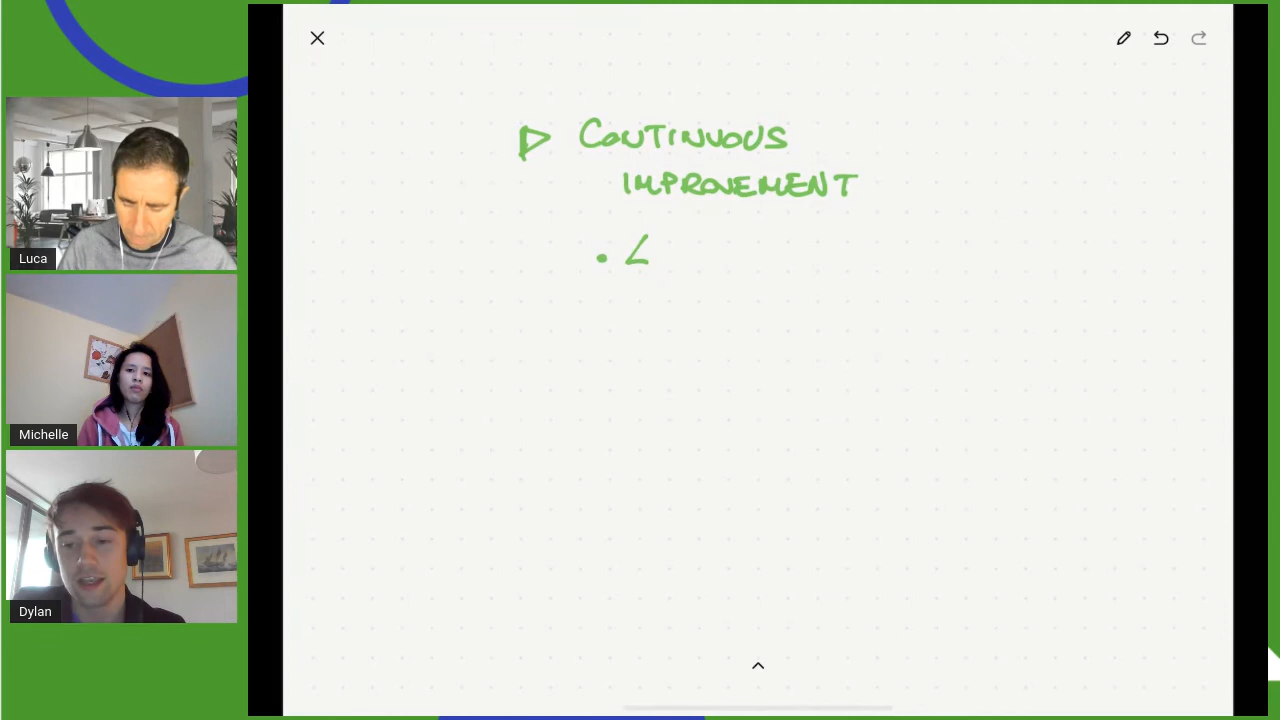 Luca
Michelle
Dylan
▷ CONTINUOUS
IMPROVEMENT
• L